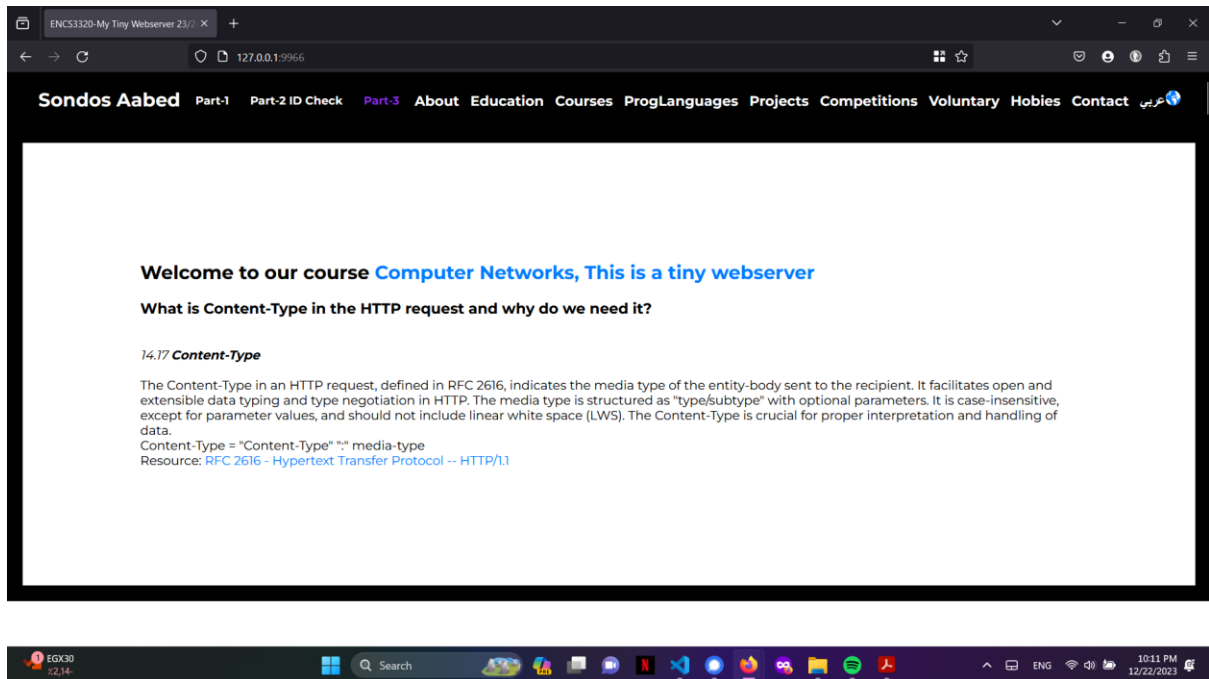 ENCS3320-My Tiny Webserver 23/2
127.0.0.1:9966
Sondos Aabed Part-1 Part-2 ID Check Part-3 About Education Courses ProgLanguages Projects Competitions Voluntary Hobies Contact عربي
Welcome to our course Computer Networks, This is a tiny webserver
What is Content-Type in the HTTP request and why do we need it?
14.17 Content-Type
The Content-Type in an HTTP request, defined in RFC 2616, indicates the media type of the entity-body sent to the recipient. It facilitates open and
extensible data typing and type negotiation in HTTP. The media type is structured as "type/subtype" with optional parameters. It is case-insensitive,
except for parameter values, and should not include linear white space (LWS). The Content-Type is crucial for proper interpretation and handling of
data.
Content-Type = "Content-Type" ":" media-type
Resource: RFC 2616 - Hypertext Transfer Protocol -- HTTP/1.1
1 EGX30
٪2,14-
Search
ENG
10:11 PM
12/22/2023